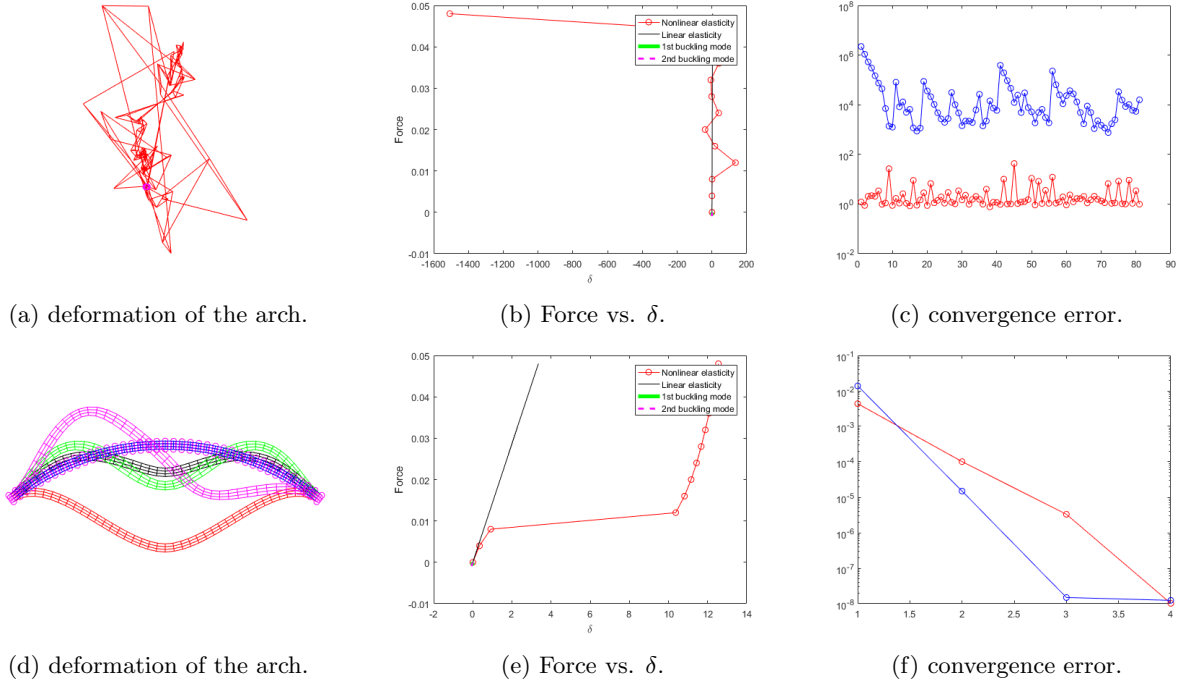 0.05
0.04
0.03
0.02
0.01
0
-0.01
Force
-1600 -1400 -1200 -1000 -800 -600 -400 -200 0 200
δ
Nonlinear elasticity
Linear elasticity
1st buckling mode
2nd buckling mode
10^8
10^6
10^4
10^2
10^0
10^-2
0 10 20 30 40 50 60 70 80 90
(a) deformation of the arch.
(b) Force vs. δ.
(c) convergence error.
0.05
0.04
0.03
0.02
0.01
0
-0.01
Force
-2 0 2 4 6 8 10 12 14
δ
Nonlinear elasticity
Linear elasticity
1st buckling mode
2nd buckling mode
10^-1
10^-2
10^-3
10^-4
10^-5
10^-6
10^-7
10^-8
1 1.5 2 2.5 3 3.5 4
(d) deformation of the arch.
(e) Force vs. δ.
(f) convergence error.